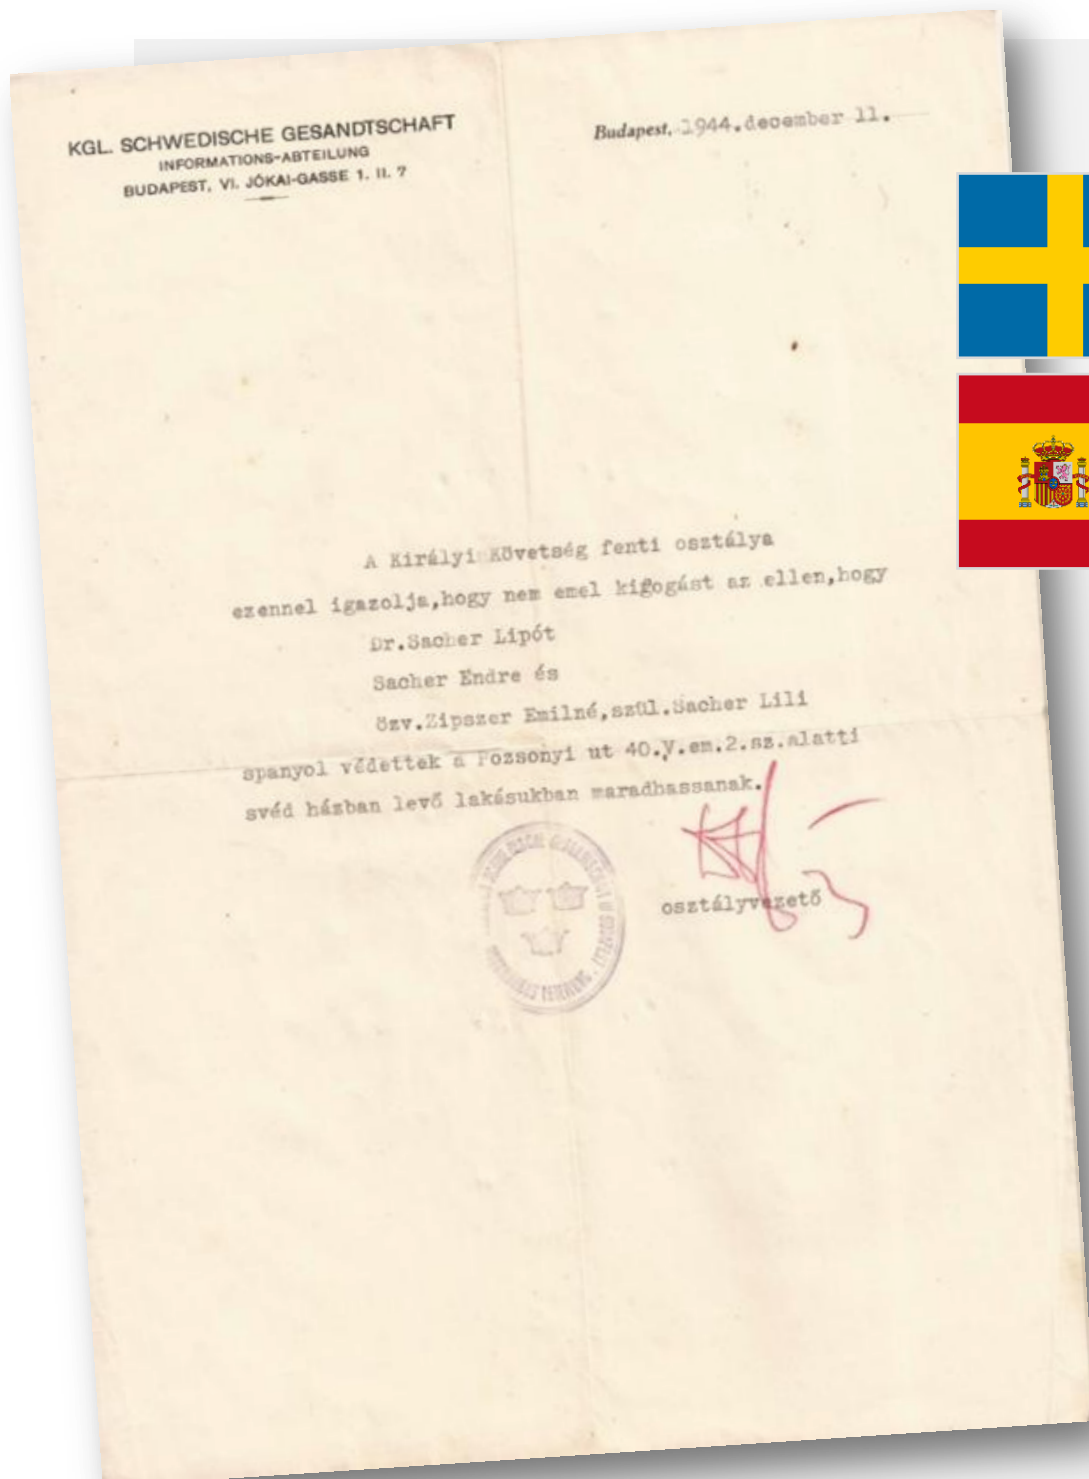 KGL. SCHWEDISCHE GESANDTSCHAFT
INFORMATIONS-ABTEILUNG
BUDAPEST, VI. JÓKAI-GASSE 1. II. 7
Budapest, 1944.december 11.
A Királyi Követség fenti osztálya
ezennel igazolja,hogy nem emel kifogást az ellen,hogy
Dr.Sacher Lipót
Sacher Endre és
özv.Zipszer Emilné,szül.Sacher Lili
spanyol védettek a Pozsonyi ut 40.V.em.2.sz.alatti
svéd házban levő lakásukban maradhassanak.
osztályvezető